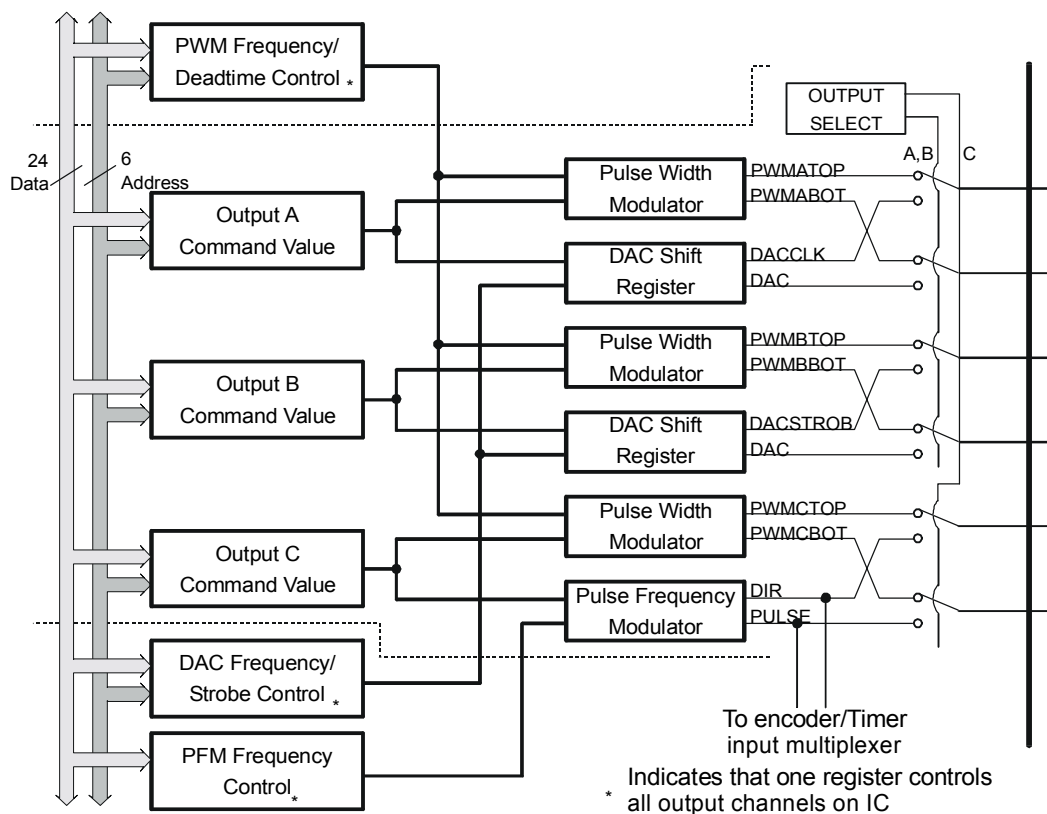 PWM Frequency/
Deadtime Control *
OUTPUT
SELECT
24
Data
6
Address
A,B
C
Output A
Command Value
Pulse Width
Modulator
PWMATOP
PWMABOT
DAC Shift
Register
DACCLK
DAC
Output B
Command Value
Pulse Width
Modulator
PWMBTOP
PWMBBOT
DAC Shift
Register
DACSTROB
DAC
Output C
Command Value
Pulse Width
Modulator
PWMCTOP
PWMCBOT
Pulse Frequency
Modulator
DIR
PULSE
DAC Frequency/
Strobe Control *
PFM Frequency
Control *
To encoder/Timer
input multiplexer
* Indicates that one register controls
all output channels on IC